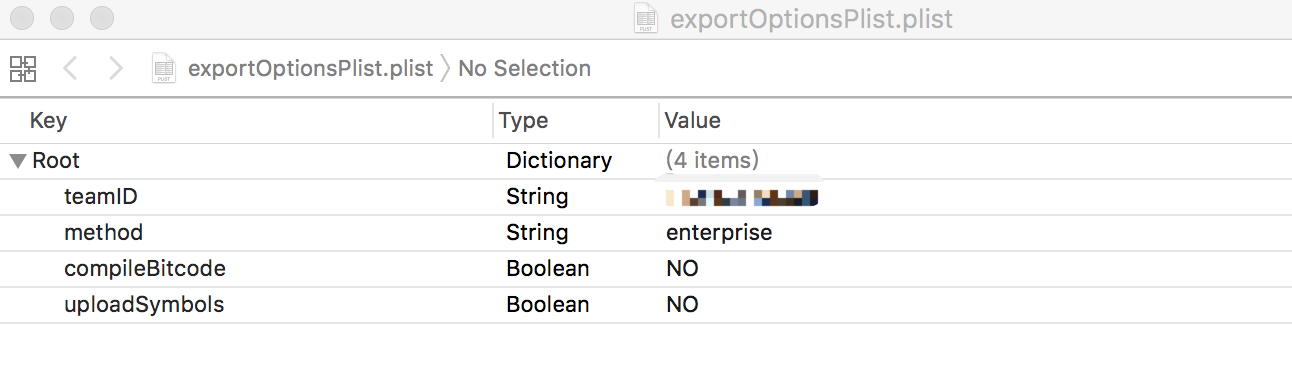 exportOptionsPlist.plist
exportOptionsPlist.plist No Selection
Key Type Value
Root Dictionary (4 items)
teamID String
method String enterprise
compileBitcode Boolean NO
uploadSymbols Boolean NO